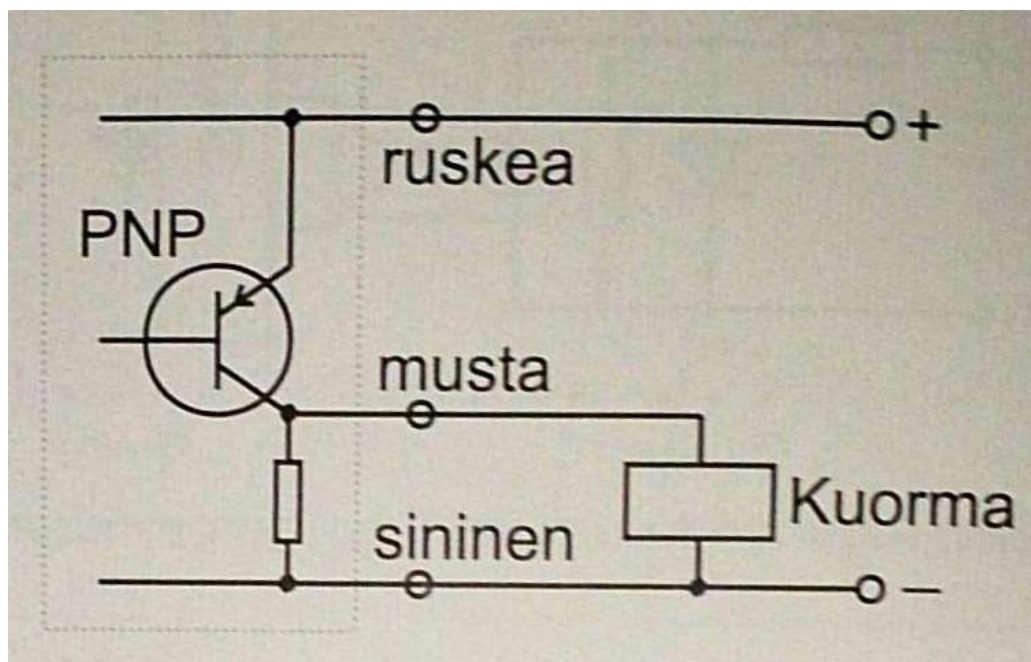 +
ruskea
PNP
musta
Kuorma
sininen
—